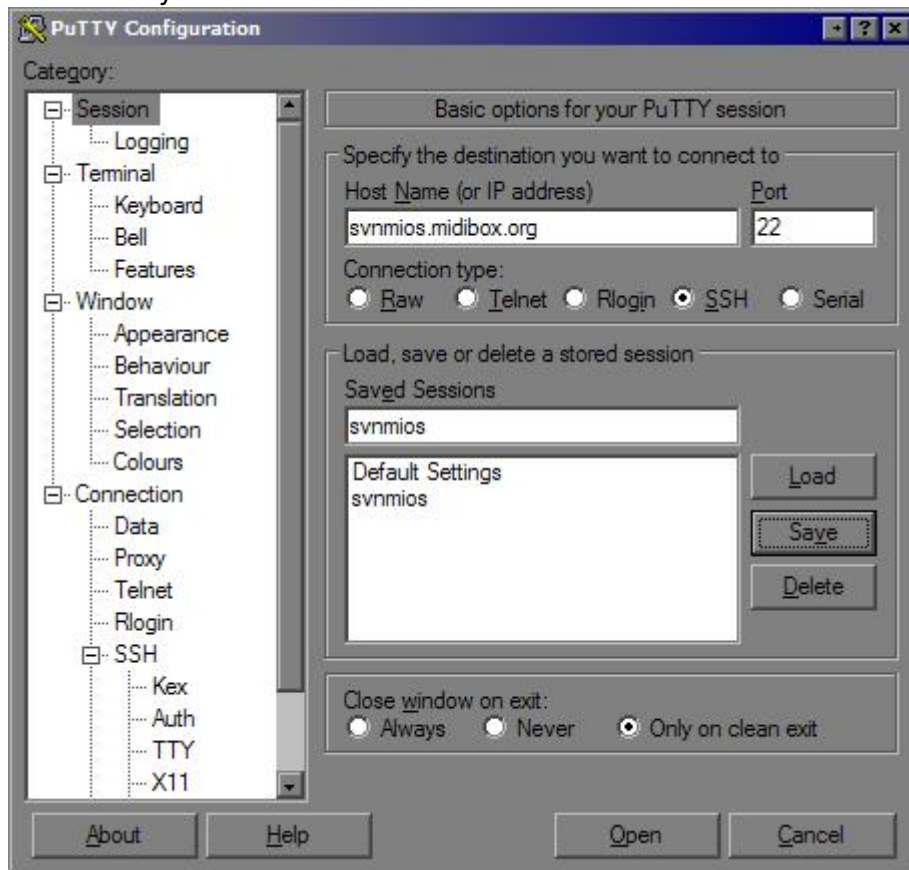 PuTTY Configuration
Category:
Session
Logging
Terminal
Keyboard
Bell
Features
Window
Appearance
Behaviour
Translation
Selection
Colours
Connection
Data
Proxy
Telnet
Rlogin
SSH
Kex
Auth
TTY
X11
Basic options for your PuTTY session
Specify the destination you want to connect to
Host Name (or IP address) Port
svnmios.midibox.org 22
Connection type:
Raw Telnet Rlogin SSH Serial
Load, save or delete a stored session
Saved Sessions
svnmios
Default Settings
svnmios
Load
Save
Delete
Close window on exit:
Always Never Only on clean exit
About Help Open Cancel